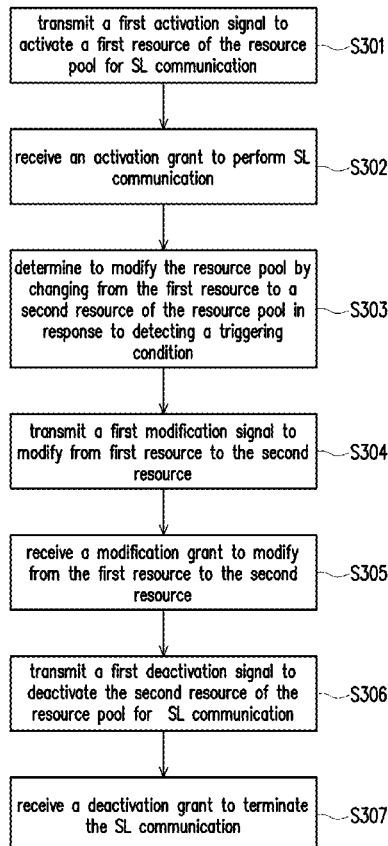 transmit a first activation signal to
activate a first resource of the resource
pool for SL communication
S301
receive an activation grant to perform SL
communication
S302
determine to modify the resource pool by
changing from the first resource to a
second resource of the resource pool in
response to detecting a triggering
condition
S303
transmit a first modification signal to
modify from first resource to the second
resource
S304
receive a modification grant to modify
from the first resource to the second
resource
S305
transmit a first deactivation signal to
deactivate the second resource of the
resource pool for SL communication
S306
receive a deactivation grant to terminate
the SL communication
S307